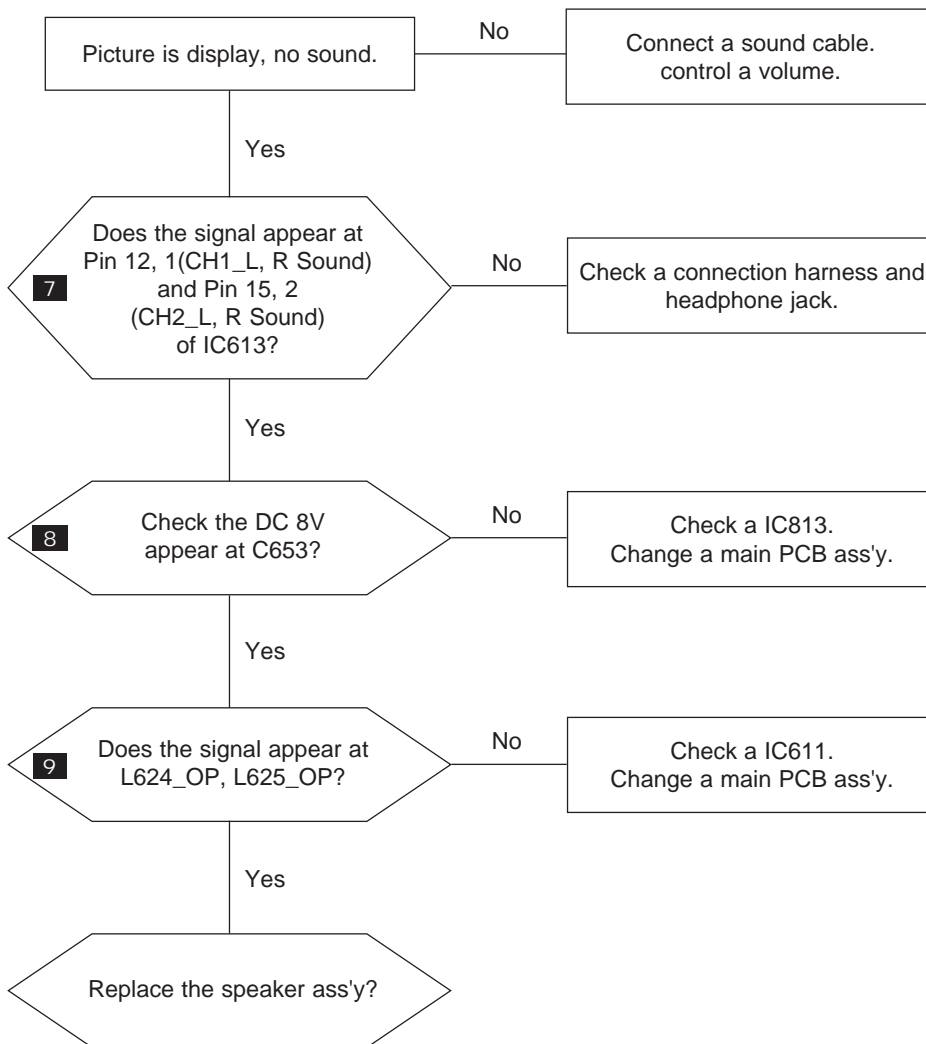 Picture is display, no sound.
No
Connect a sound cable.
control a volume.
Yes
Does the signal appear at
Pin 12, 1(CH1_L, R Sound)
and Pin 15, 2
(CH2_L, R Sound)
of IC613?
7
No
Check a connection harness and
headphone jack.
Yes
Check the DC 8V
appear at C653?
8
No
Check a IC813.
Change a main PCB ass'y.
Yes
Does the signal appear at
L624_OP, L625_OP?
9
No
Check a IC611.
Change a main PCB ass'y.
Yes
Replace the speaker ass'y?